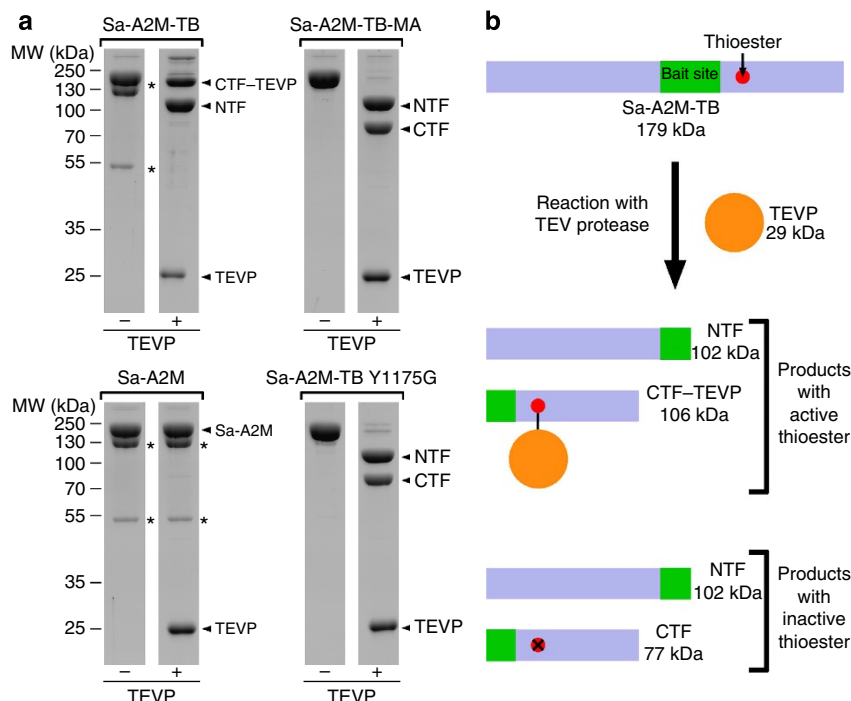 a
Sa-A2M-TB
Sa-A2M-TB-MA
MW (kDa)
250
130
100
70
55
35
25
*
*
CTF–TEVP
NTF
TEVP
NTF
CTF
TEVP
– +
TEVP
– +
TEVP
Sa-A2M
Sa-A2M-TB Y1175G
MW (kDa)
250
130
100
70
55
35
25
*
*
*
*
Sa-A2M
TEVP
NTF
CTF
TEVP
– +
TEVP
– +
TEVP
b
Thioester
Bait site
Sa-A2M-TB
179 kDa
Reaction with
TEV protease
TEVP
29 kDa
NTF
102 kDa
CTF–TEVP
106 kDa
Products
with
active
thioester
NTF
102 kDa
CTF
77 kDa
Products
with
inactive
thioester